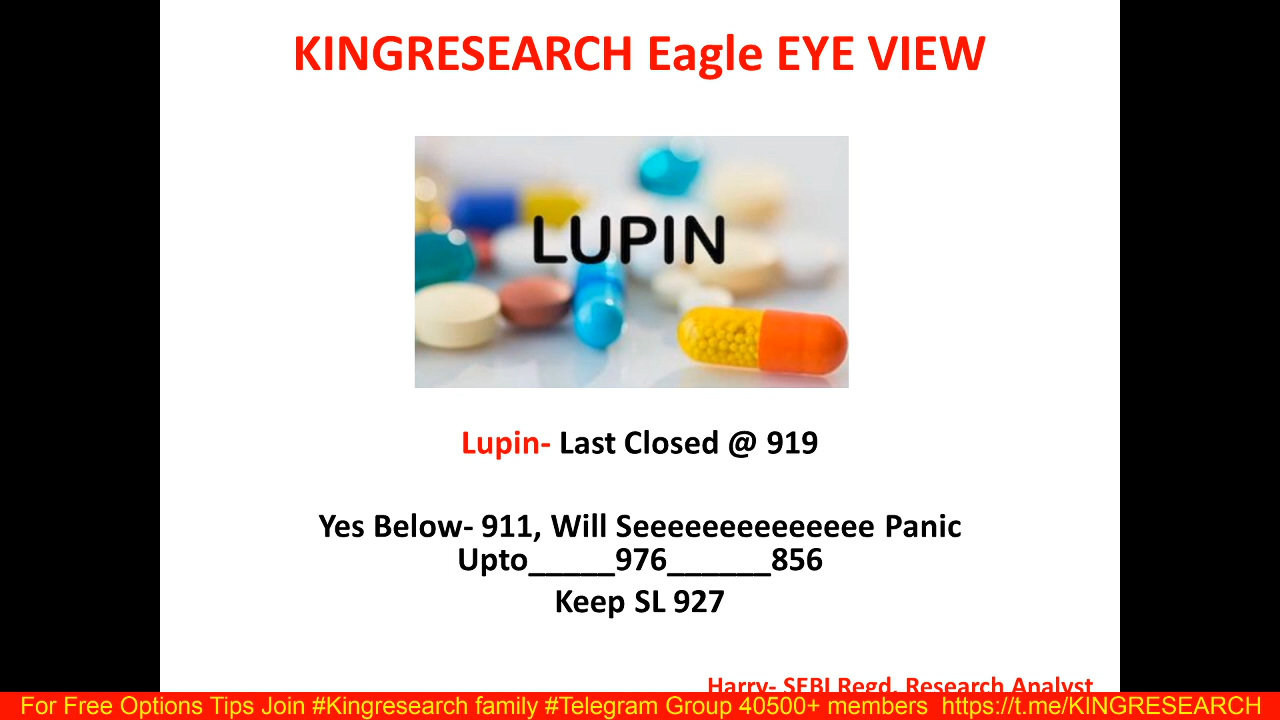 KINGRESEARCH Eagle EYE VIEW
LUPIN
Lupin- Last Closed @ 919
Yes Below- 911, Will Seeeeeeeeeeeeee Panic
Upto_____976______856
Keep SL 927
Harry- SEBI Regd. Research Analyst
For Free Options Tips Join #Kingresearch family #Telegram Group 40500+ members https://t.me/KINGRESEARCH